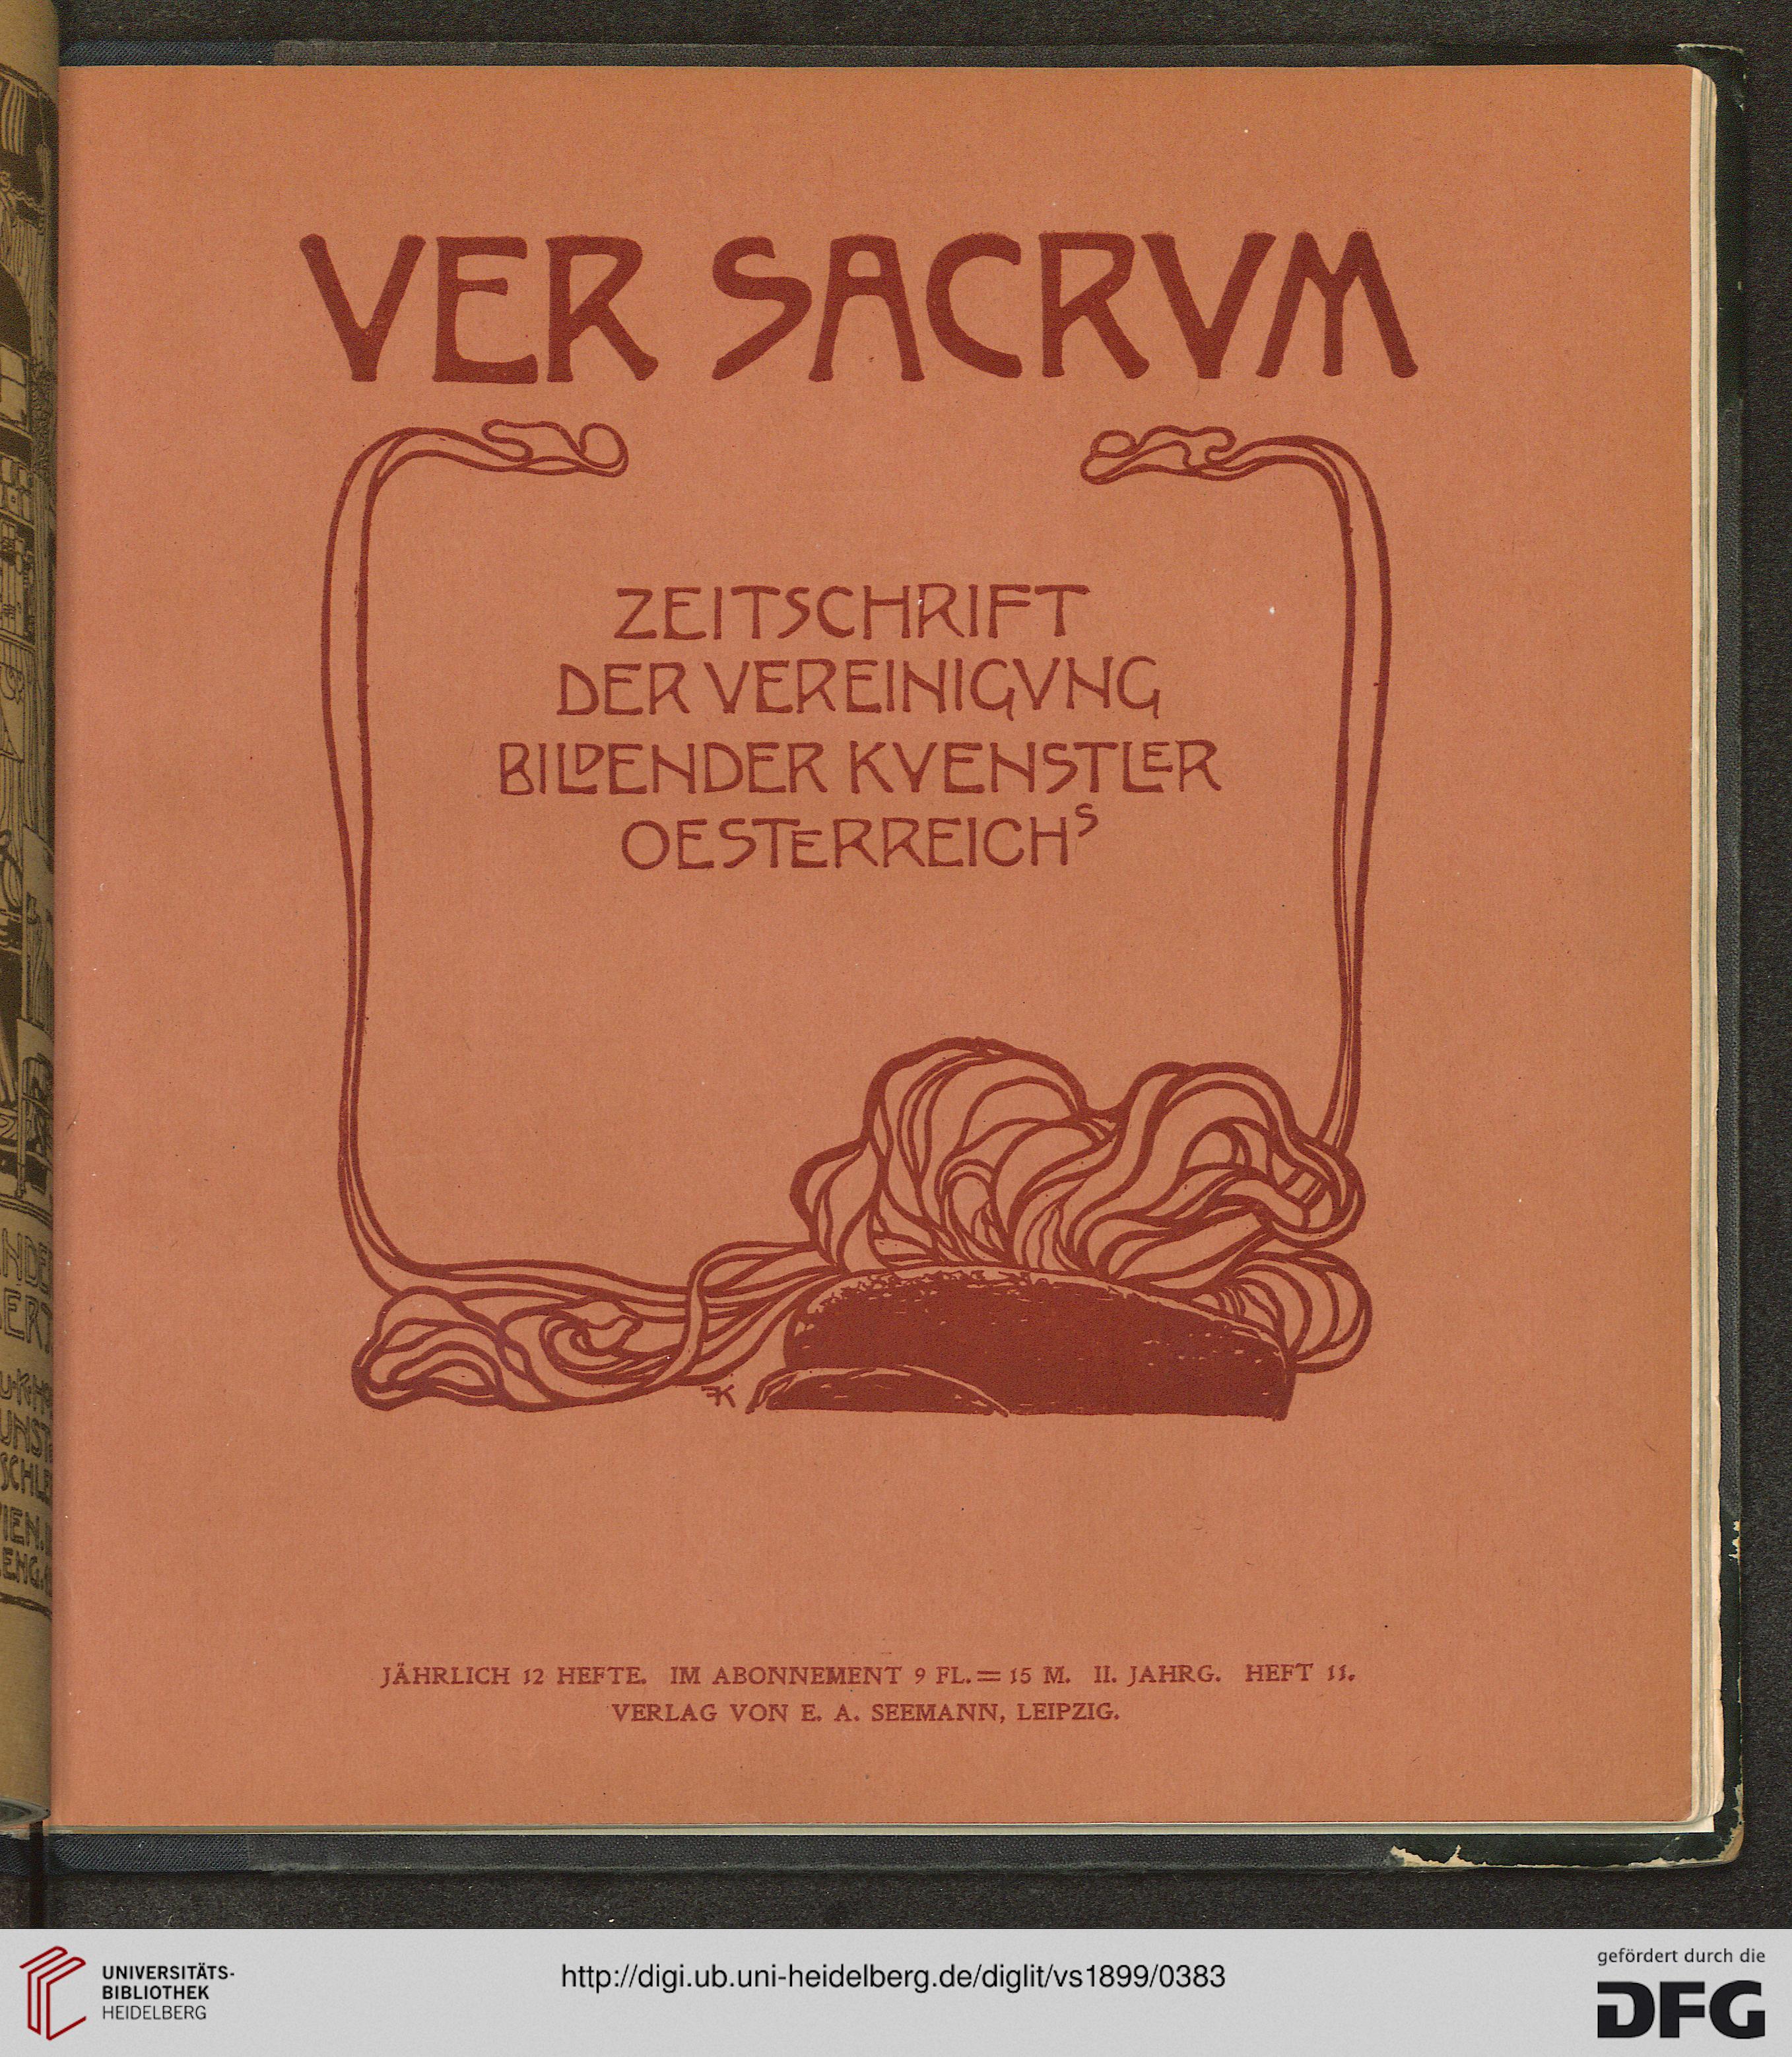 VER SACRVM
ZEITSCHRIFT
DER VEREINIGVNG
BILDENDER KVENSTLER
OESTERREICHS
FK
JÄHRLICH 12 HEFTE. IM ABONNEMENT 9 FL. = 15 M. II. JAHRG. HEFT 11.
VERLAG VON E. A. SEEMANN, LEIPZIG.
UNIVERSITÄTS-
BIBLIOTHEK
HEIDELBERG
http://digi.ub.uni-heidelberg.de/diglit/vs1899/0383
gefördert durch die
DFG